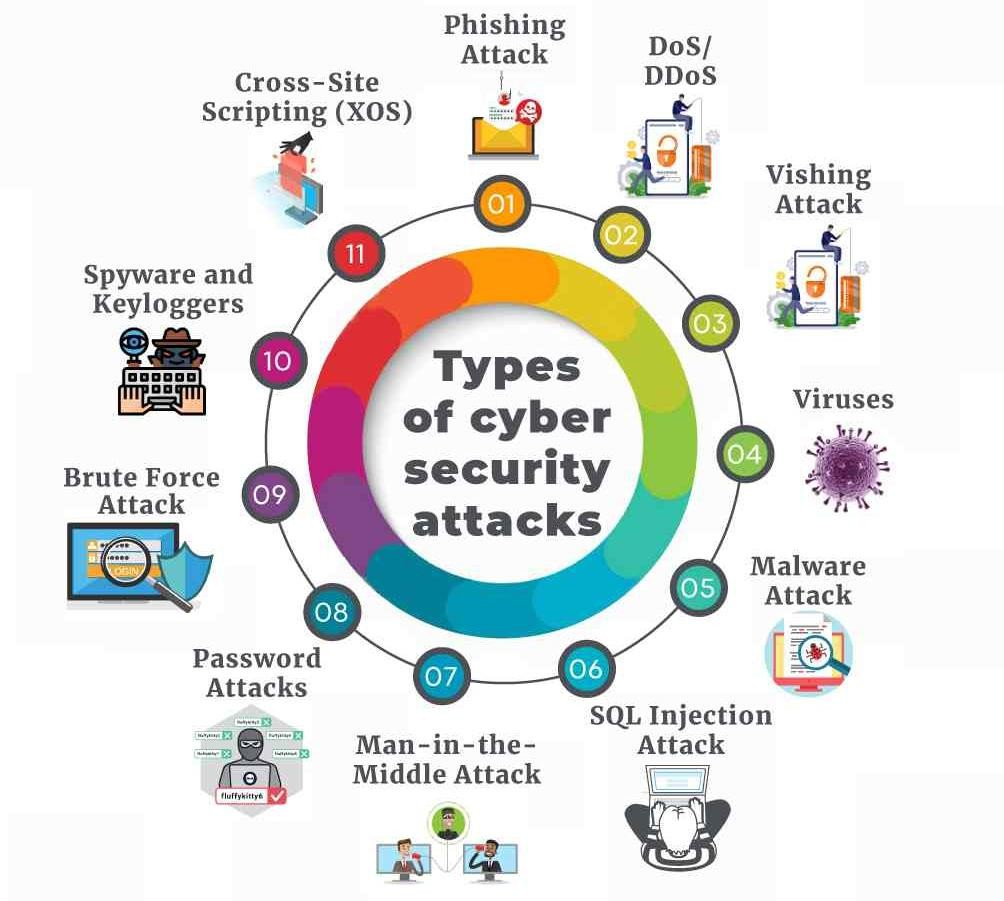 Phishing
Attack
DoS/
DDoS
Cross-Site
Scripting (XOS)
Vishing
Attack
01
02
11
Spyware and
Keyloggers
03
10
Types
of cyber
security
attacks
Viruses
04
Brute Force
Attack
09
LOGIN
Malware
Attack
05
08
07
06
Password
Attacks
SQL Injection
Attack
Man-in-the-
Middle Attack
fluffykitty6